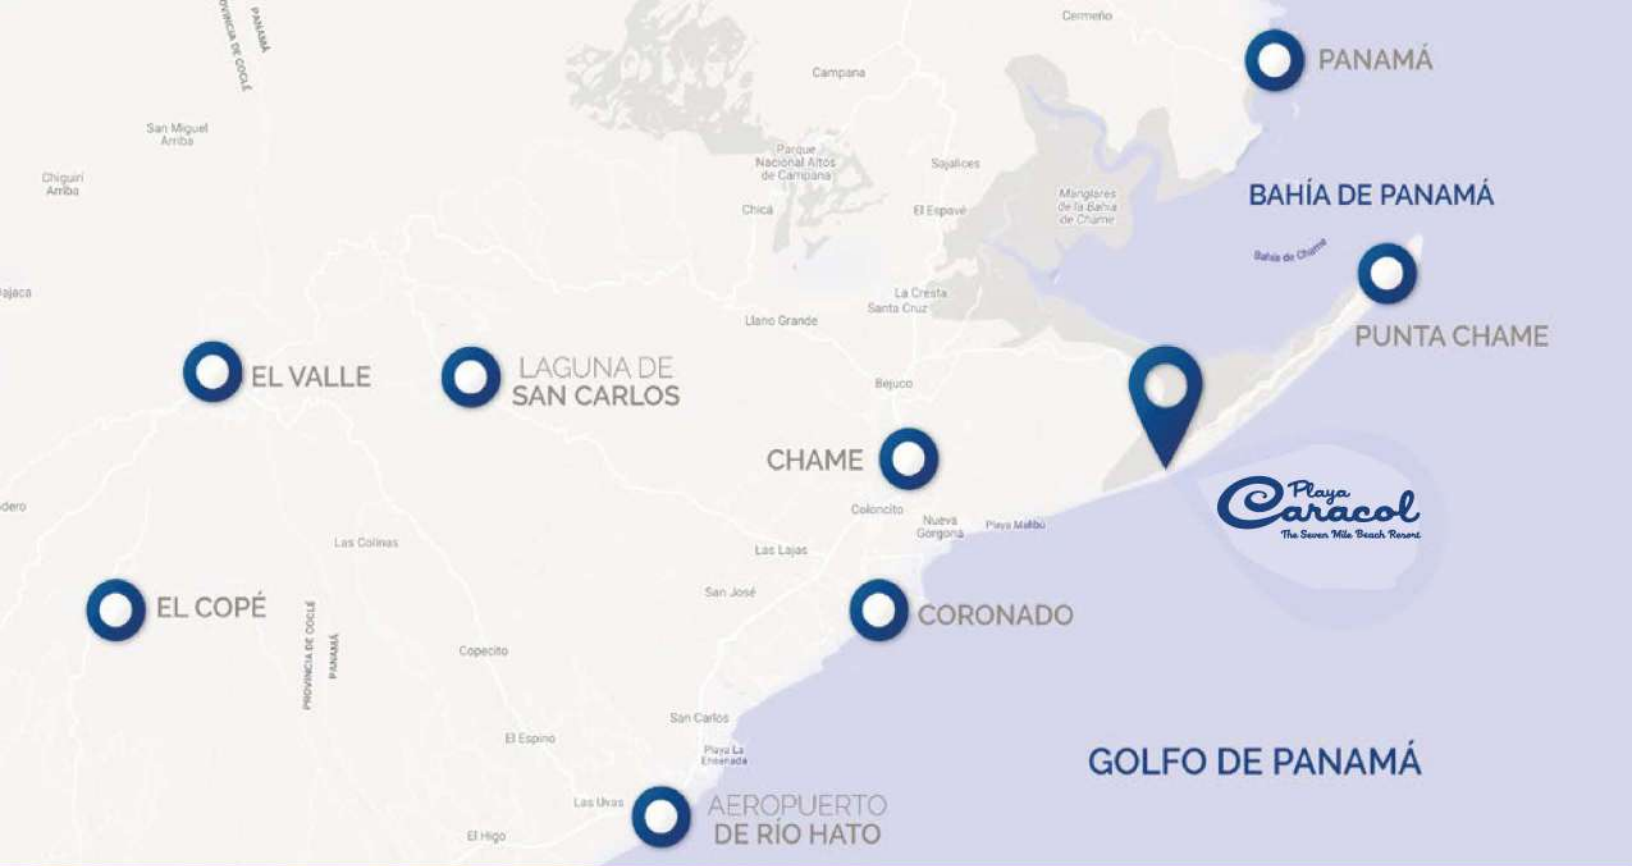 Cermeño
PANAMÁ
PROVINCIA DE COCLÉ
PANAMÁ
Campana
San Miguel
Arriba
Parque
Nacional Altos
de Campana
Sajalices
Chiguirí
Arriba
Manglares
de la Bahía
de Chame
BAHÍA DE PANAMÁ
Chicá
El Espavé
Bahía de Chame
La Cresta
Santa Cruz
Llano Grande
PUNTA CHAME
EL VALLE
LAGUNA DE
SAN CARLOS
Bejuco
CHAME
Playa
Caracol
The Seven Mile Beach Resort
Coloncito
Nueva
Gorgona
Playa Malibú
Las Colinas
Las Lajas
San José
EL COPÉ
CORONADO
PROVINCIA DE COCLÉ
PANAMÁ
Copecito
San Carlos
El Espino
Playa La
Ensenada
GOLFO DE PANAMÁ
Las Uvas
AEROPUERTO
DE RÍO HATO
El Higo